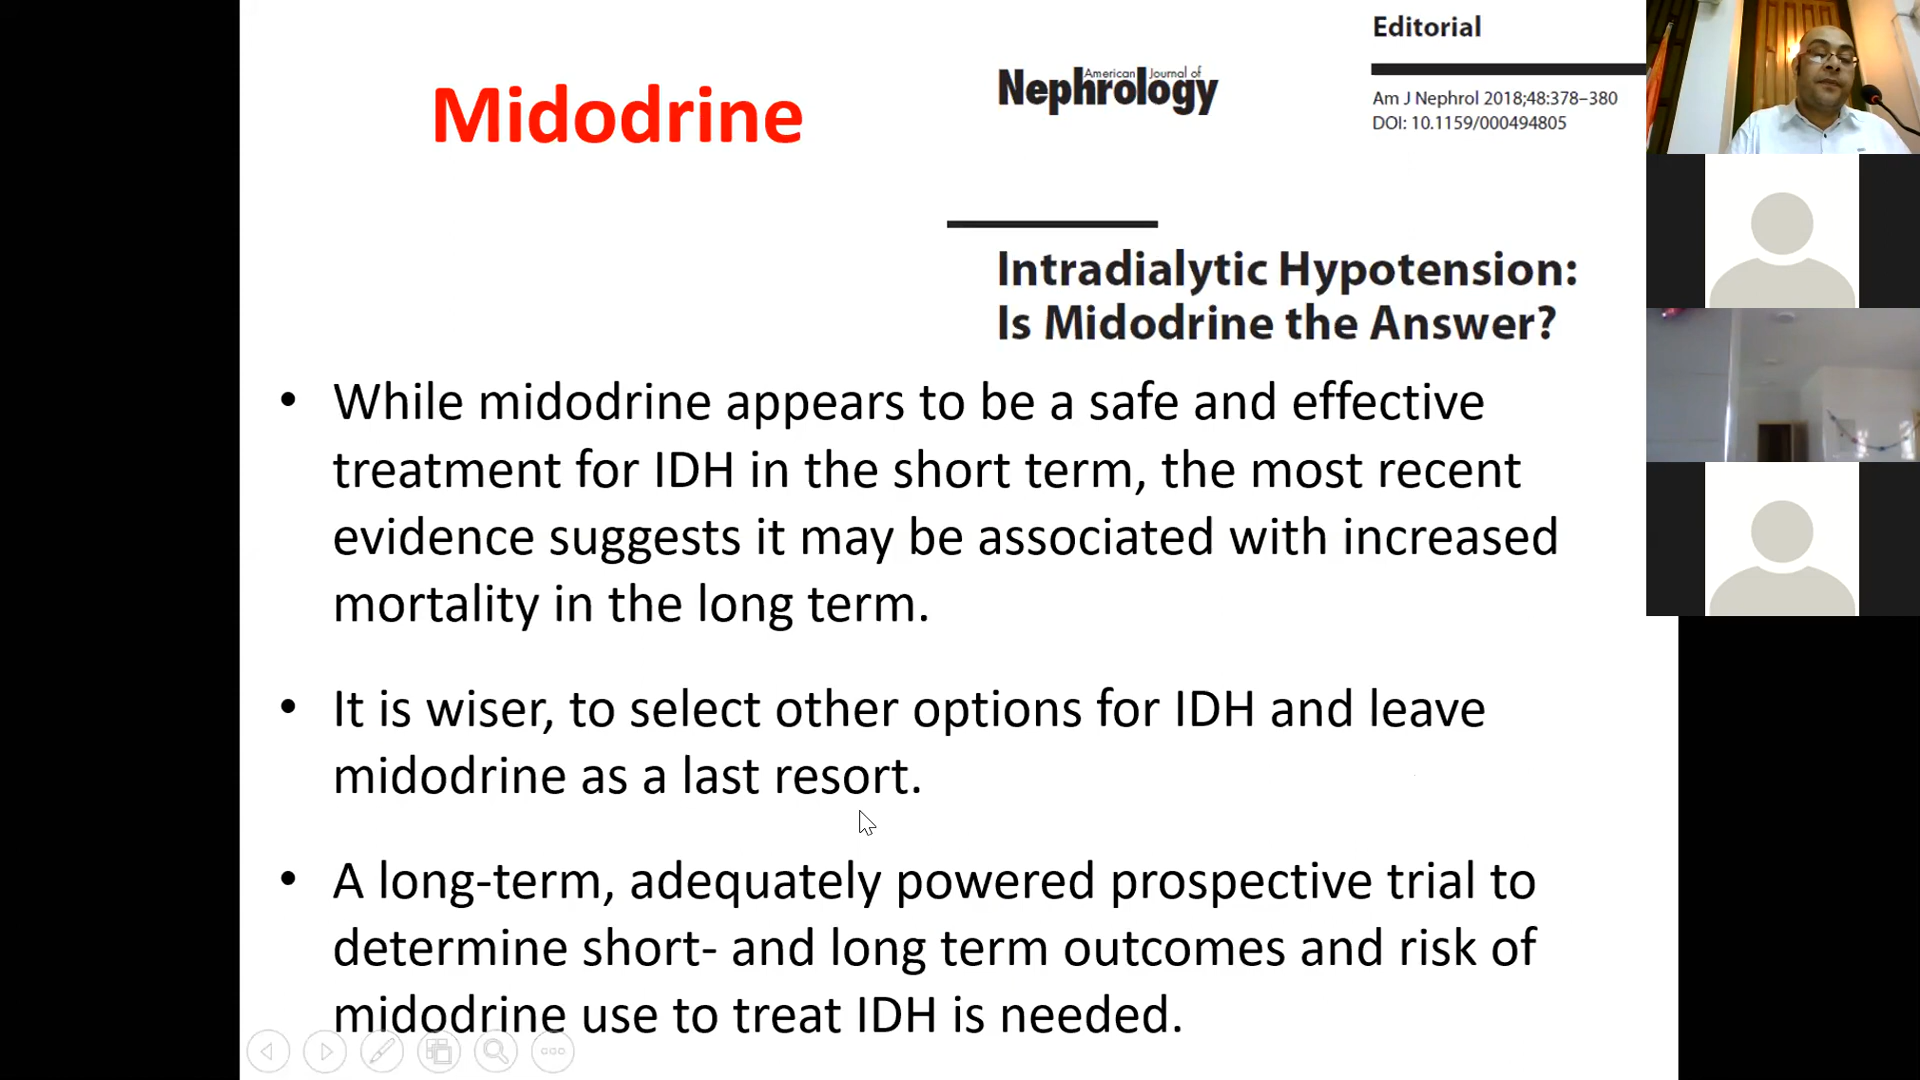 Midodrine
American Journal of
Nephrology
Editorial
Am J Nephrol 2018;48:378–380
DOI: 10.1159/000494805
Intradialytic Hypotension:
Is Midodrine the Answer?
• While midodrine appears to be a safe and effective
treatment for IDH in the short term, the most recent
evidence suggests it may be associated with increased
mortality in the long term.
• It is wiser, to select other options for IDH and leave
midodrine as a last resort.
• A long-term, adequately powered prospective trial to
determine short- and long term outcomes and risk of
midodrine use to treat IDH is needed.